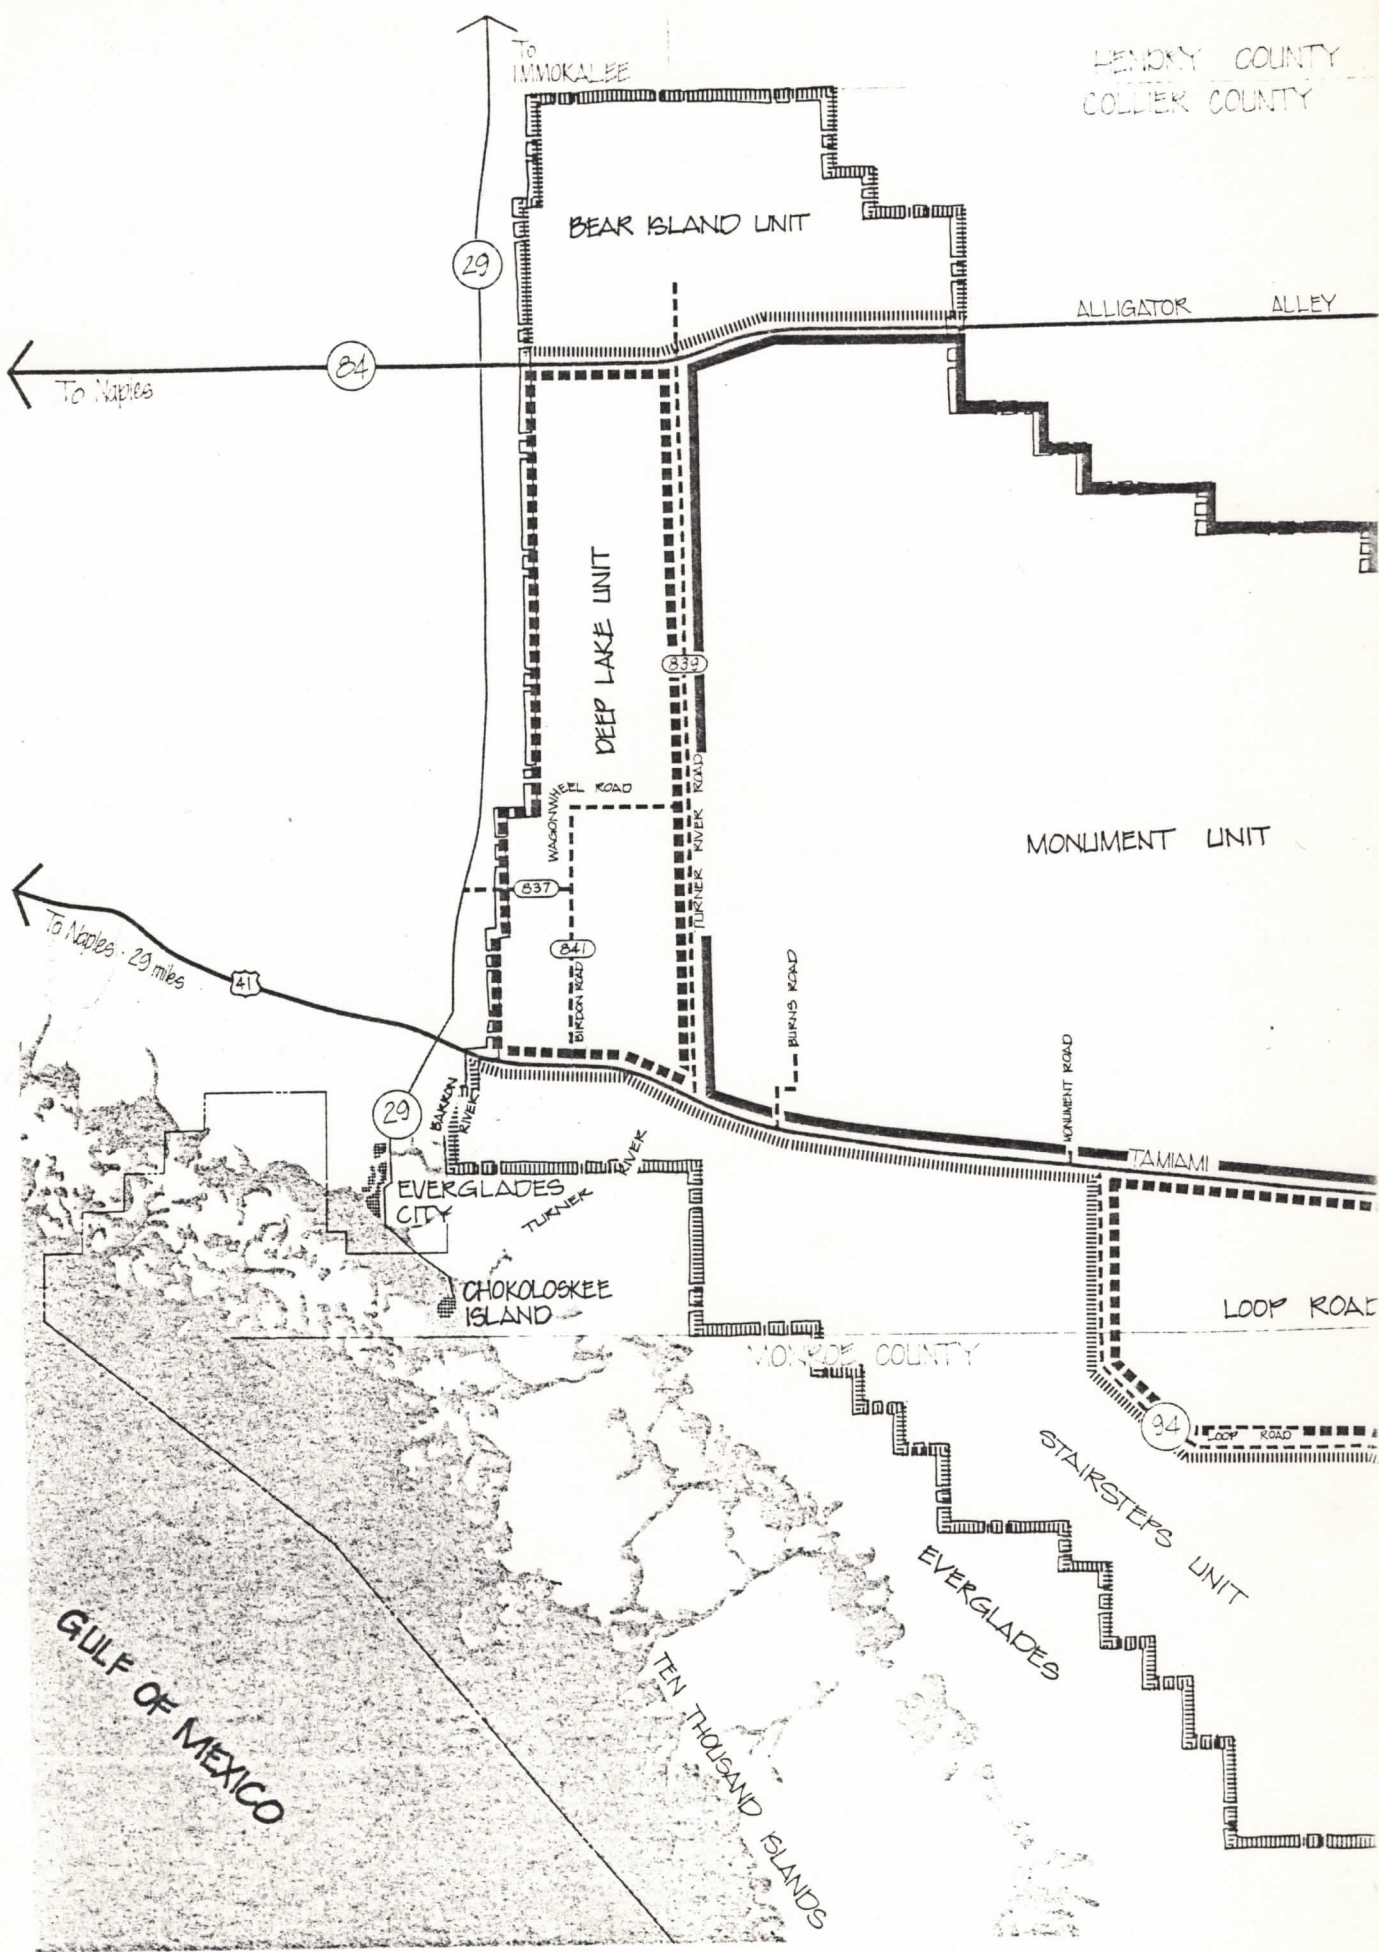 To
IMMOKALEE
HENDRY COUNTY
COLLIER COUNTY
BEAR ISLAND UNIT
29
ALLIGATOR ALLEY
84
To Naples
DEEP LAKE UNIT
839
TURNER RIVER ROAD
WAGONWHEEL ROAD
MONUMENT UNIT
837
841
BIRDON ROAD
To Naples - 29 miles
41
BURNS ROAD
MONUMENT ROAD
29
BARRON
RIVER
TAMIAMI
EVERGLADES
CITY
TURNER RIVER
CHOKOLOSKEE
ISLAND
LOOP ROAD
MONROE COUNTY
94
LOOP ROAD
STAIRSTEPS UNIT
EVERGLADES
GULF OF MEXICO
TEN THOUSAND ISLANDS